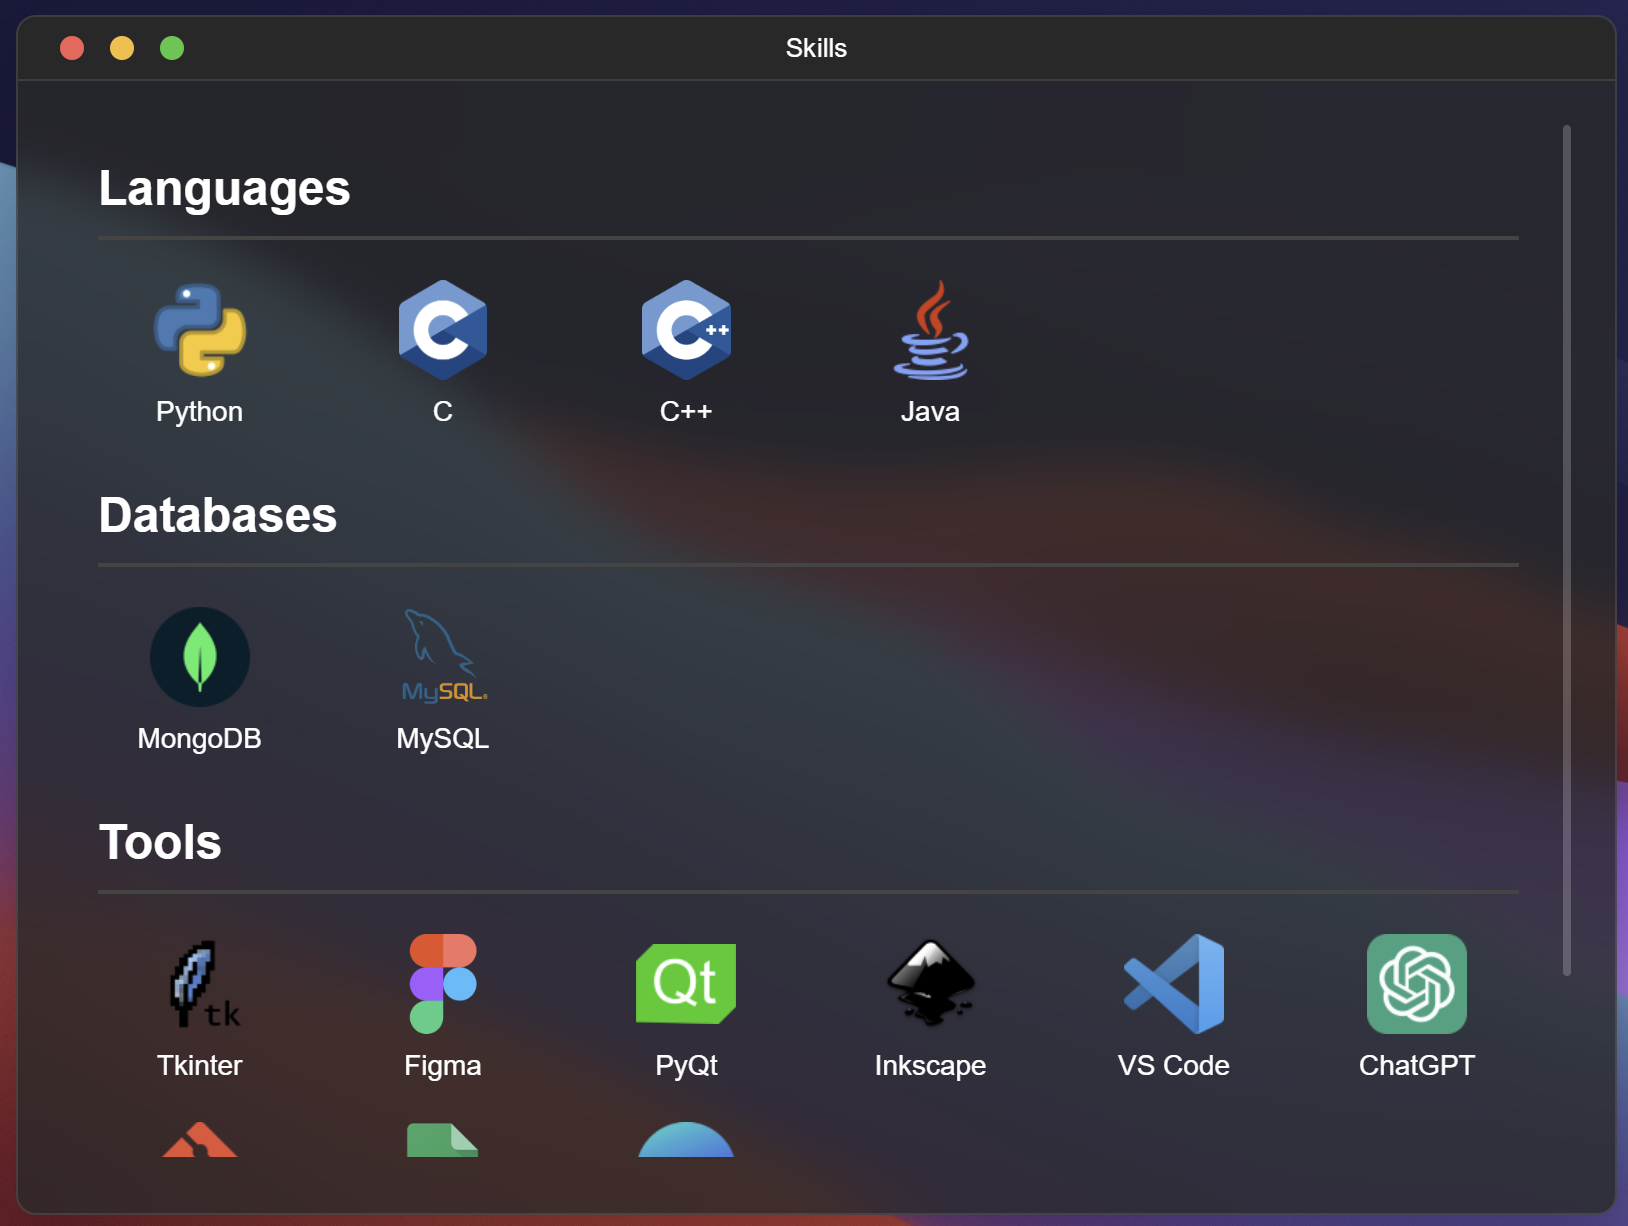 Skills
Languages
Python C C++ Java
Databases
MySQL®
MongoDB MySQL
Tools
tk Qt
Tkinter Figma PyQt Inkscape VS Code ChatGPT